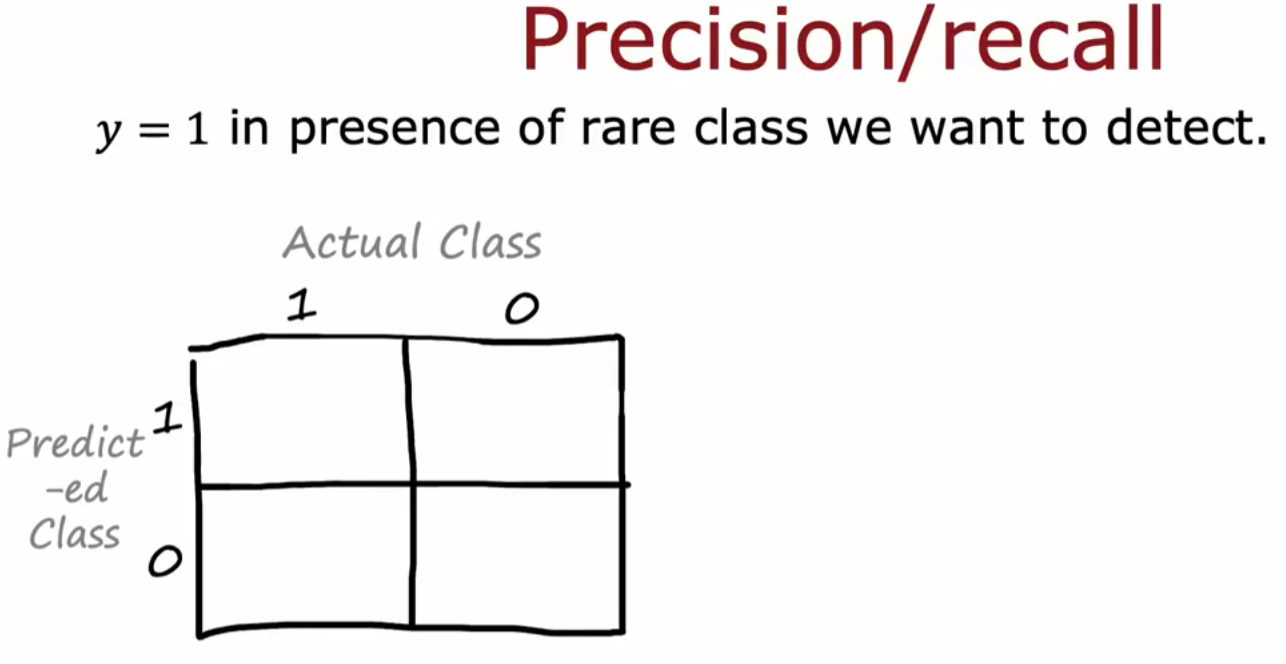 Precision/recall
y = 1 in presence of rare class we want to detect.
Actual Class
1 0
1
Predict
-ed
Class
0